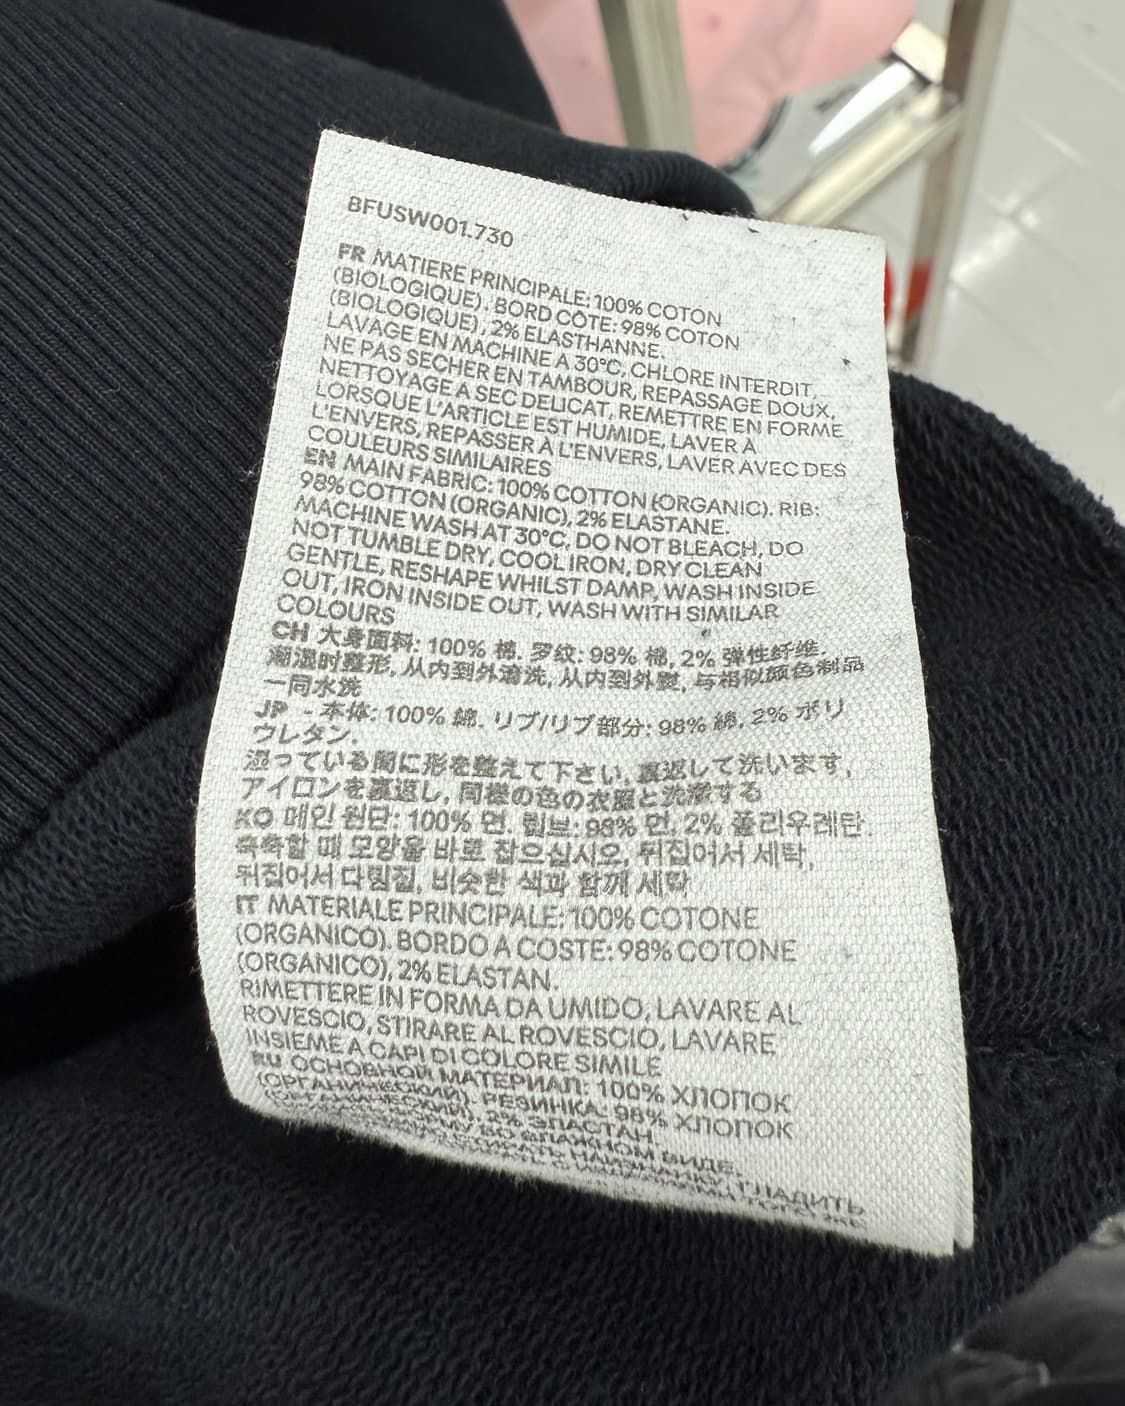 BFUSW001.730
FR MATIERE PRINCIPALE: 100% COTON
(BIOLOGIQUE). BORD CÔTE: 98% COTON
(BIOLOGIQUE), 2% ELASTHANNE.
LAVAGE EN MACHINE A 30°C, CHLORE INTERDIT,
NE PAS SECHER EN TAMBOUR, REPASSAGE DOUX,
NETTOYAGE A SEC DELICAT, REMETTRE EN FORME
LORSQUE L'ARTICLE EST HUMIDE, LAVER À
L'ENVERS, REPASSER À L'ENVERS, LAVER AVEC DES
COULEURS SIMILAIRES
EN MAIN FABRIC: 100% COTTON (ORGANIC). RIB:
98% COTTON (ORGANIC), 2% ELASTANE.
MACHINE WASH AT 30°C, DO NOT BLEACH, DO
NOT TUMBLE DRY, COOL IRON, DRY CLEAN
GENTLE, RESHAPE WHILST DAMP, WASH INSIDE
OUT, IRON INSIDE OUT, WASH WITH SIMILAR
COLOURS
CH 大身面料: 100% 棉. 罗纹: 98% 棉, 2% 弹性纤维.
潮湿时整形, 从内到外清洗, 从内到外熨, 与相似颜色制品
一同水洗
JP - 本体: 100% 綿. リブ/リブ部分: 98% 綿, 2% ポリ
ウレタン.
湿っている間に形を整えて下さい, 裏返して洗います,
アイロンを裏返し, 同様の色の衣服と洗濯する
KO 메인 원단: 100% 면. 립브: 98% 면, 2% 폴리우레탄.
축축할 때 모양을 바로 잡으십시오, 뒤집어서 세탁,
뒤집어서 다림질, 비슷한 색과 함께 세탁
IT MATERIALE PRINCIPALE: 100% COTONE
(ORGANICO). BORDO A COSTE: 98% COTONE
(ORGANICO), 2% ELASTAN.
RIMETTERE IN FORMA DA UMIDO, LAVARE AL
ROVESCIO, STIRARE AL ROVESCIO, LAVARE
INSIEME A CAPI DI COLORE SIMILE
RU ОСНОВНОЙ МАТЕРИАЛ: 100% ХЛОПОК
(ОРГАНИЧЕСКИЙ). РЕЗИНКА: 98% ХЛОПОК
(ОРГАНИЧЕСКИЙ), 2% ЭЛАСТАН.
ВО ВЛАЖНОМ ВИДЕ,
НАИЗНАНКУ, ГЛАДИТЬ